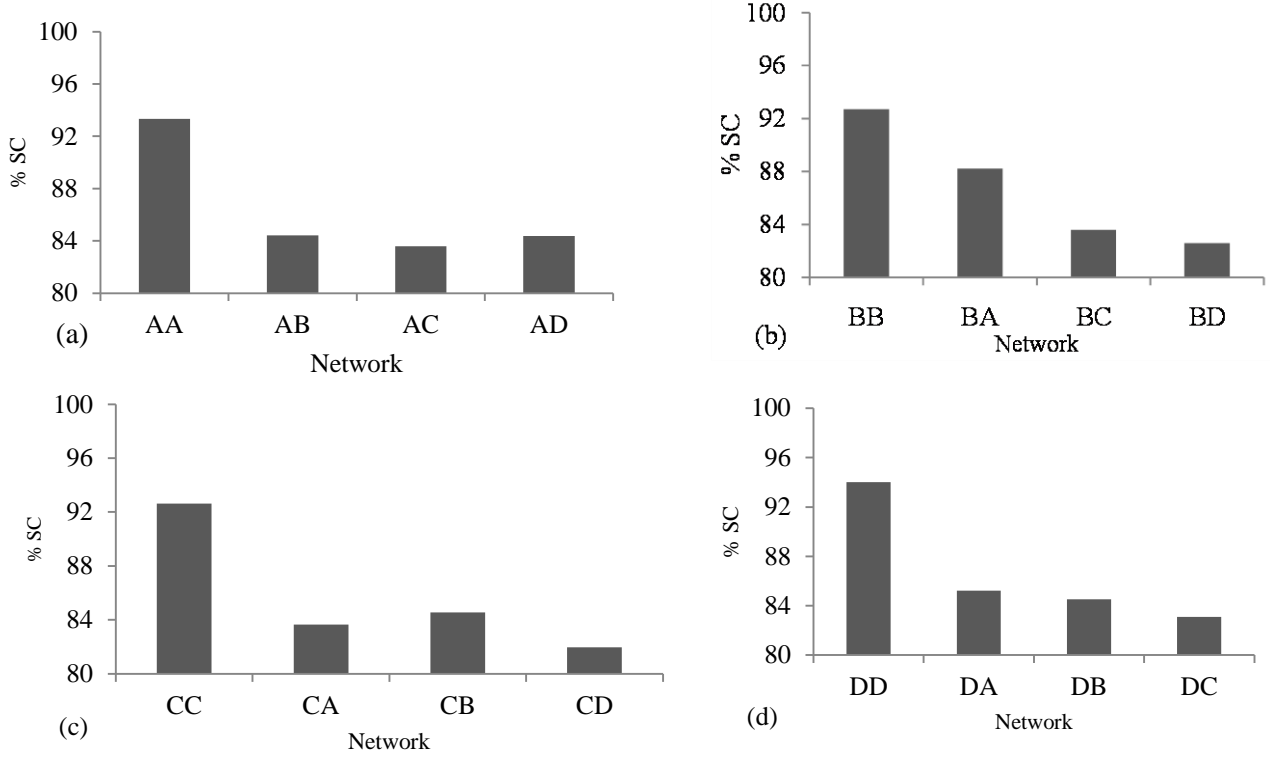 100
96
92
88
84
80
% SC
AA AB AC AD
(a)
Network
100
96
92
88
84
80
% SC
BB BA BC BD
(b)
Network
100
96
92
88
84
80
% SC
CC CA CB CD
(c)
Network
100
96
92
88
84
80
% SC
DD DA DB DC
(d)
Network